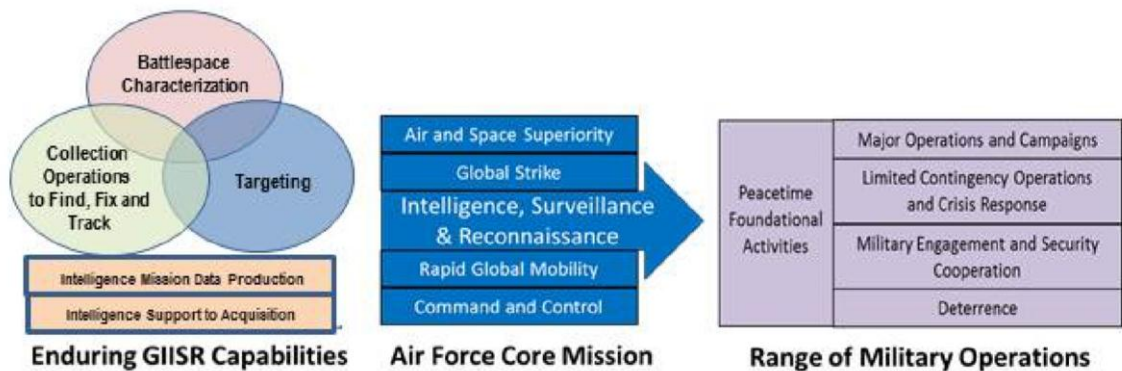 Battlespace
Characterization
Collection
Operations
to Find, Fix and
Track
Targeting
Intelligence Mission Data Production
Intelligence Support to Acquisition
Enduring GIISR Capabilities
Air and Space Superiority
Global Strike
Intelligence, Surveillance
& Reconnaissance
Rapid Global Mobility
Command and Control
Air Force Core Mission
Peacetime
Foundational
Activities
Major Operations and Campaigns
Limited Contingency Operations
and Crisis Response
Military Engagement and Security
Cooperation
Deterrence
Range of Military Operations